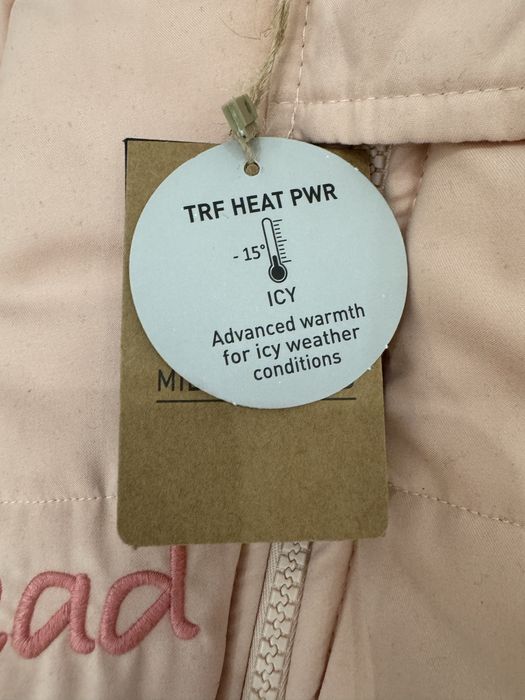 TRF HEAT PWR
- 15°
ICY
Advanced warmth
for icy weather
conditions